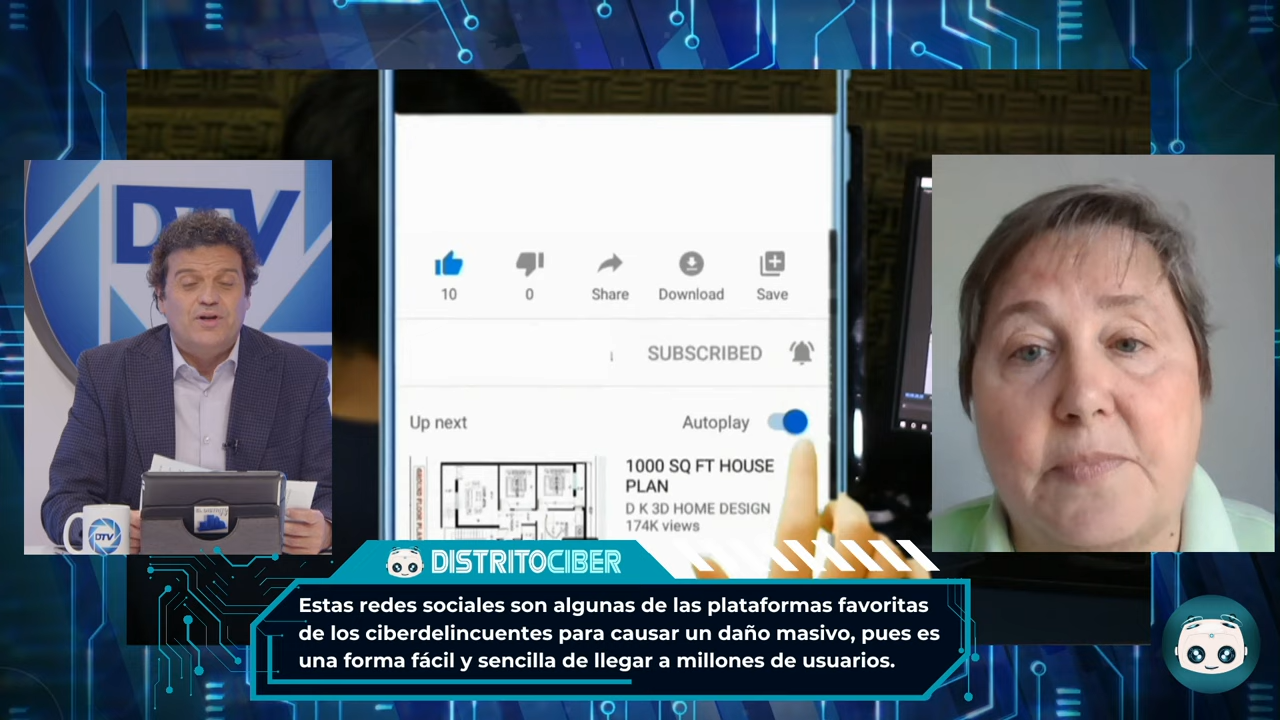 DTV
10
0
Share
Download
Save
SUBSCRIBED
Up next
Autoplay
1000 SQ FT HOUSE
PLAN
D K 3D HOME DESIGN
174K views
DTV
DISTRITOCIBER
Estas redes sociales son algunas de las plataformas favoritas
de los ciberdelincuentes para causar un daño masivo, pues es
una forma fácil y sencilla de llegar a millones de usuarios.